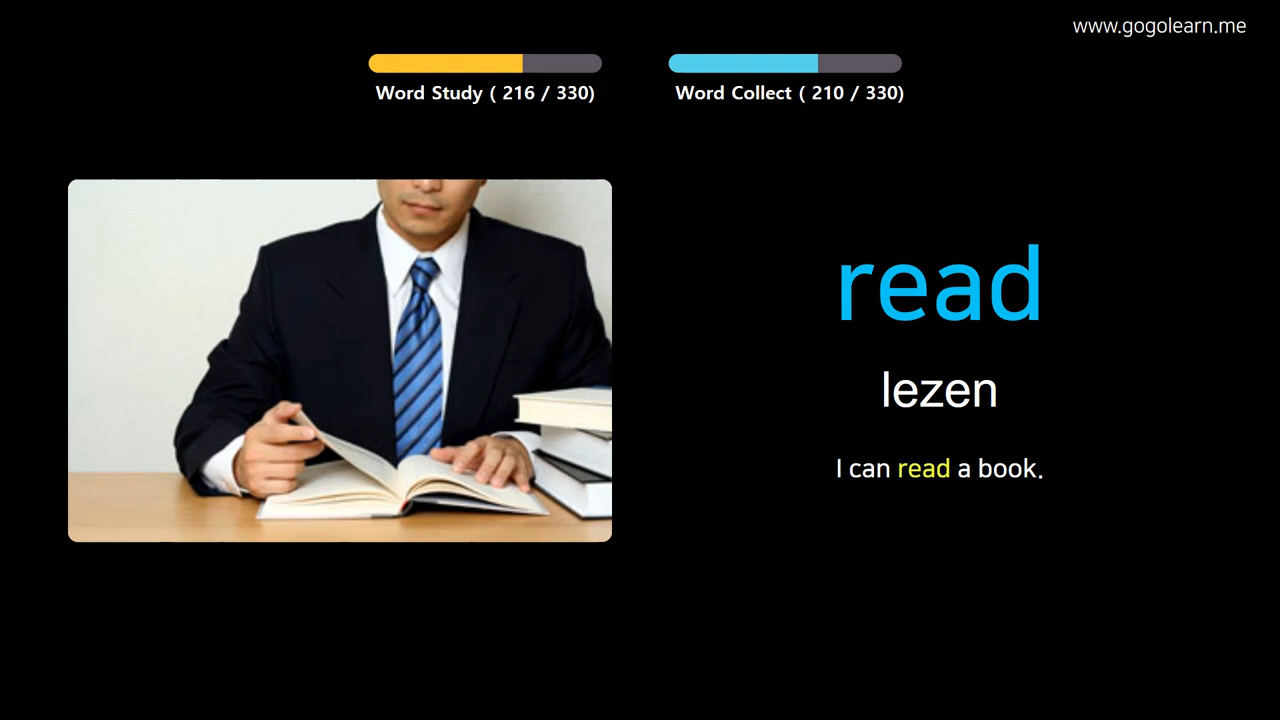 www.gogolearn.me
Word Study ( 216 / 330)
Word Collect ( 210 / 330)
read
lezen
I can read a book.